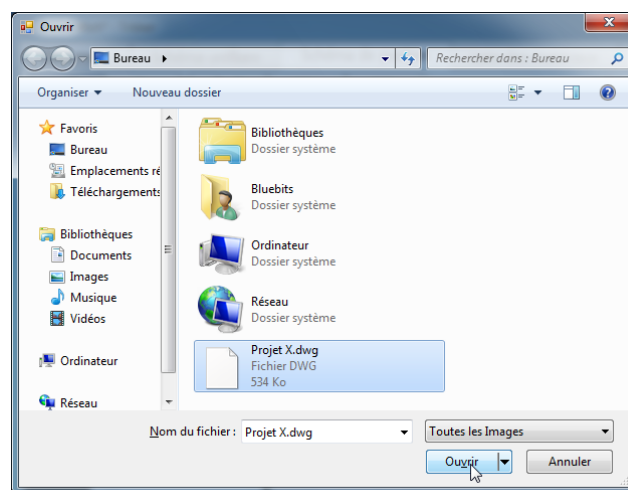 Ouvrir
Bureau
Rechercher dans : Bureau
Organiser
Nouveau dossier
Favoris
Bureau
Emplacements ré
Téléchargements
Bibliothèques
Documents
Images
Musique
Vidéos
Ordinateur
Réseau
Bibliothèques
Dossier système
Bluebits
Dossier système
Ordinateur
Dossier système
Réseau
Dossier système
Projet X.dwg
Fichier DWG
534 Ko
Nom du fichier : Projet X.dwg
Toutes les Images
Ouvrir
Annuler